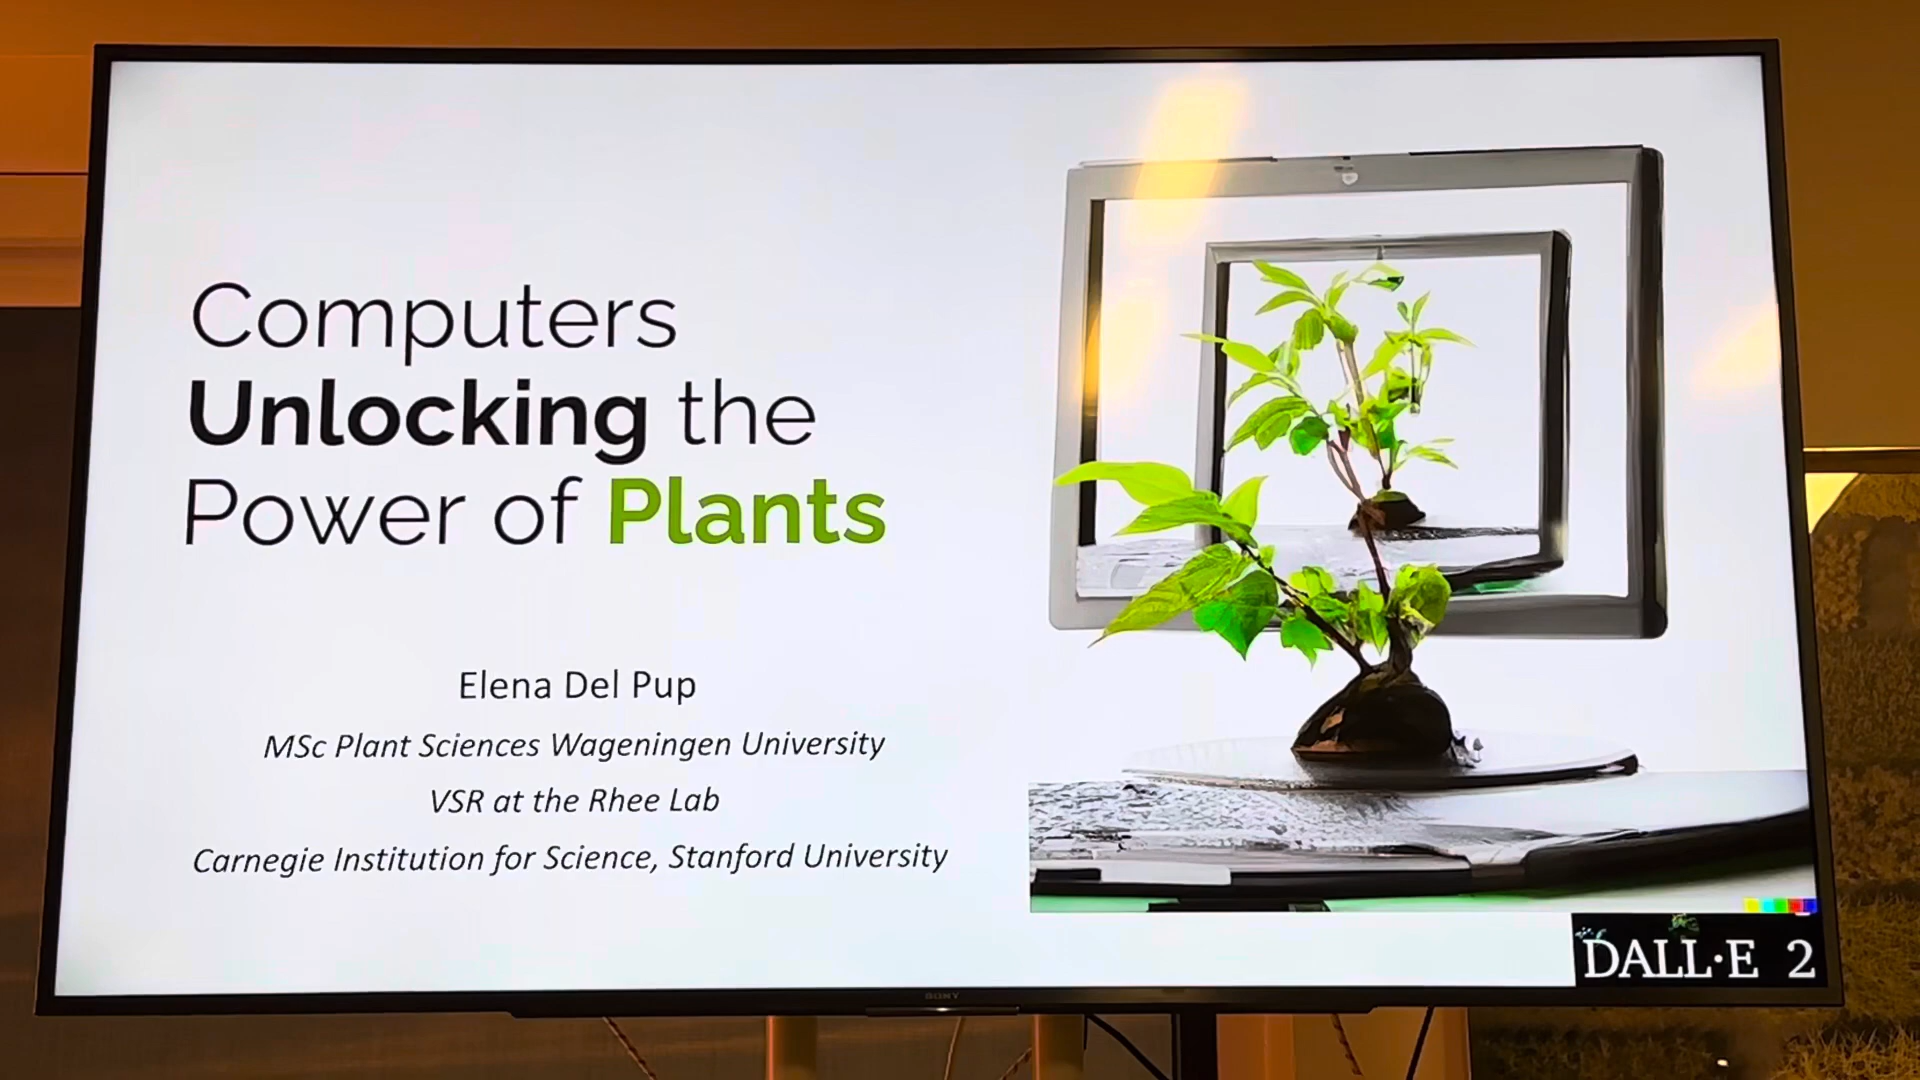 Computers
Unlocking the
Power of Plants
Elena Del Pup
MSc Plant Sciences Wageningen University
VSR at the Rhee Lab
Carnegie Institution for Science, Stanford University
DALL·E 2
SONY